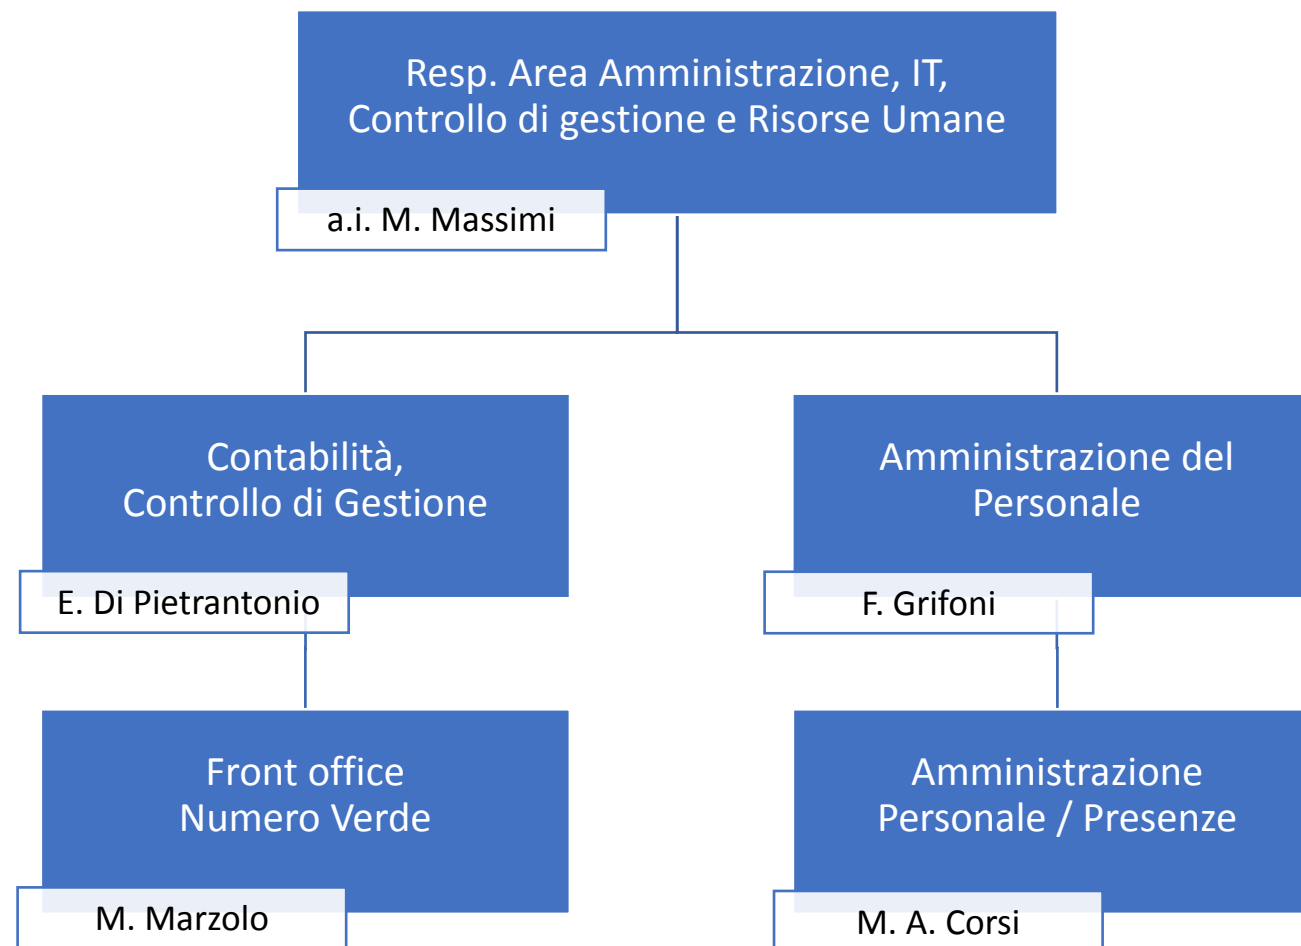 Resp. Area Amministrazione, IT,
Controllo di gestione e Risorse Umane
a.i. M. Massimi
Contabilità,
Controllo di Gestione
E. Di Pietrantonio
Amministrazione del
Personale
F. Grifoni
Front office
Numero Verde
M. Marzolo
Amministrazione
Personale / Presenze
M. A. Corsi